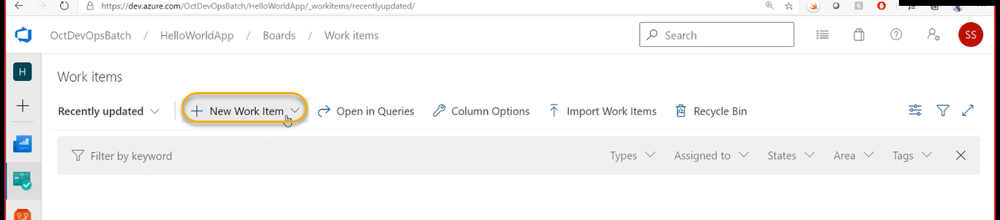 https://dev.azure.com/OctDevOpsBatch/HelloWorldApp/_workitems/recentlyupdated/
OctDevOpsBatch / HelloWorldApp / Boards / Work items Search SS
H
Work items
Recently updated New Work Item Open in Queries Column Options Import Work Items Recycle Bin
Filter by keyword Types Assigned to States Area Tags